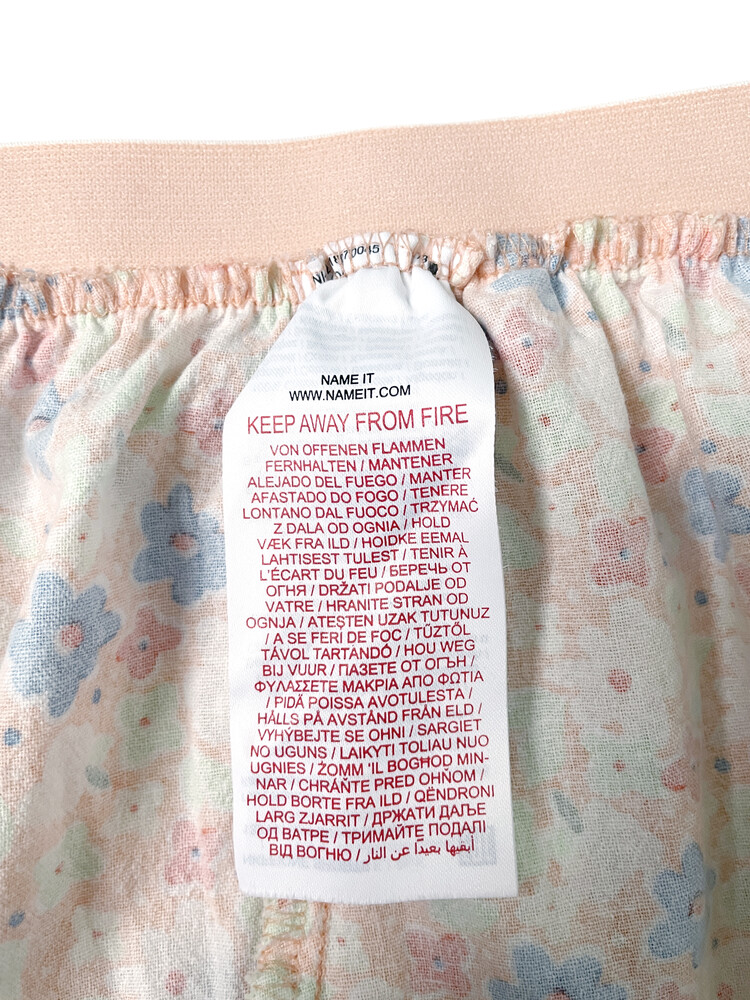 0045
NAME IT
WWW.NAMEIT.COM
KEEP AWAY FROM FIRE
VON OFFENEN FLAMMEN
FERNHALTEN / MANTENER
ALEJADO DEL FUEGO / MANTER
AFASTADO DO FOGO / TENERE
LONTANO DAL FUOCO / TRZYMAĆ
Z DALA OD OGNIA / HOLD
VÆK FRA ILD / HOIDKE EEMAL
LAHTISEST TULEST / TENIR À
L'ÉCART DU FEU / БЕРЕЧЬ ОТ
ОГНЯ / DRŽATI PODALJE OD
VATRE / HRANITE STRAN OD
OGNJA / ATEŞTEN UZAK TUTUNUZ
/ A SE FERI DE FOC / TŰZTŐL
TÁVOL TARTANDÓ / HOU WEG
BIJ VUUR / ПАЗЕТЕ ОТ ОГЪН /
ΦΥΛΑΣΣΕΤΕ ΜΑΚΡΙΑ ΑΠΟ ΦΩΤΙΑ
/ PIDÄ POISSA AVOTULESTA /
HÅLLS PÅ AVSTÅND FRÅN ELD /
VYHÝBEJTE SE OHNI / SARGIET
NO UGUNS / LAIKYTI TOLIAU NUO
UGNIES / ŻOMM 'IL BOGĦOD MIN-
NAR / CHRÁŇTE PRED OHŇOM /
HOLD BORTE FRA ILD / QËNDRONI
LARG ZJARRIT / ДРЖАТИ ДАЉЕ
ОД ВАТРЕ / ТРИМАЙТЕ ПОДАЛІ
ВІД ВОГНЮ / أبقيها بعيداً عن النار